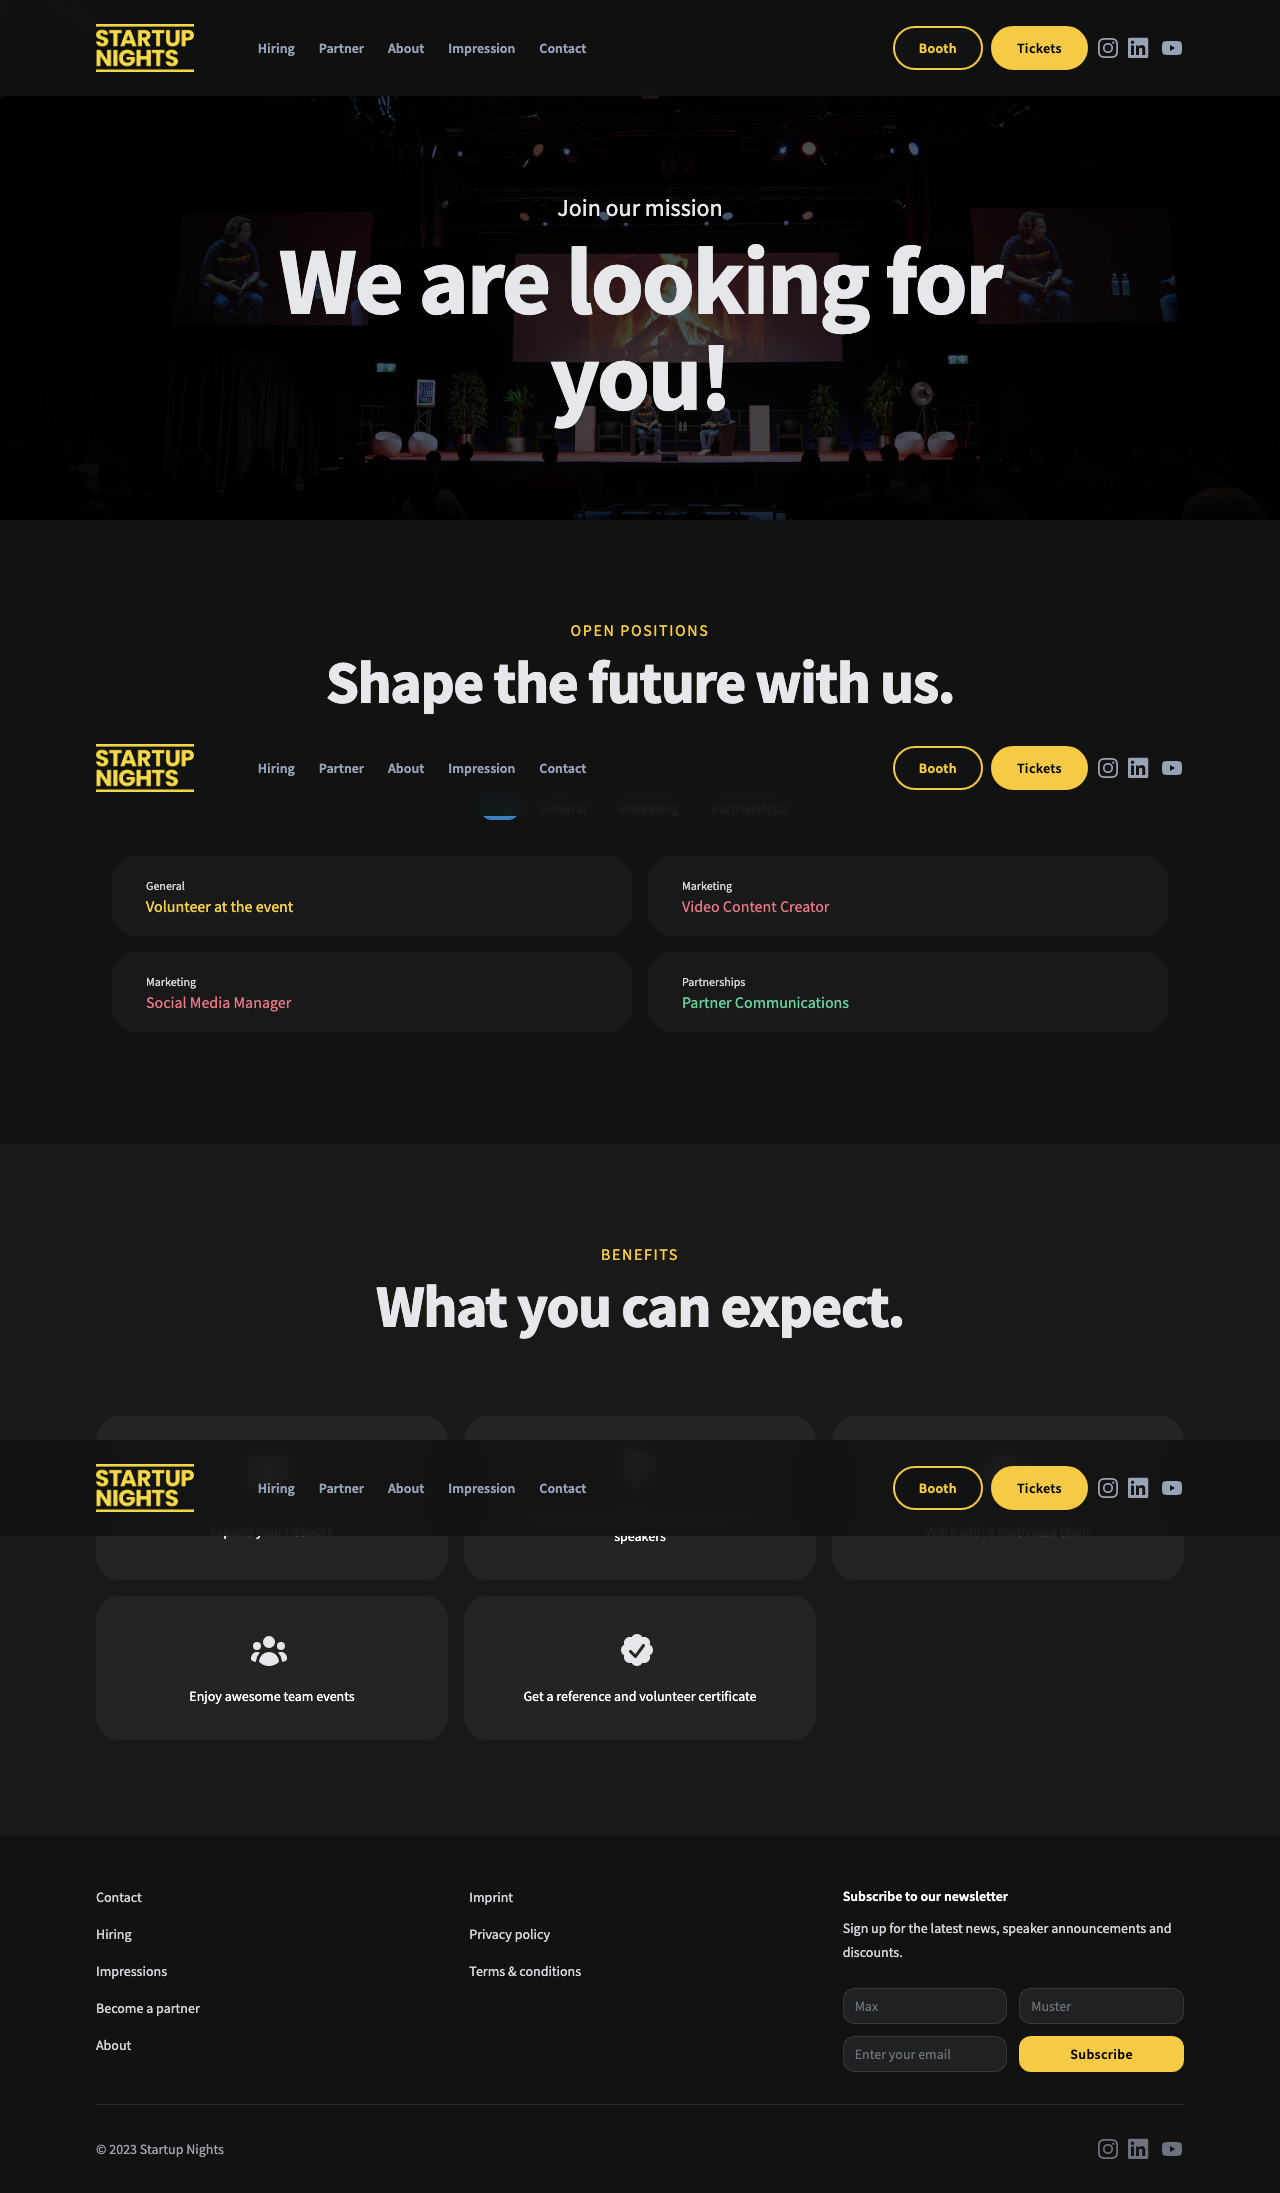 STARTUP
NIGHTS
Hiring Partner About Impression Contact
Booth Tickets
Join our mission
We are looking for
you!
OPEN POSITIONS
Shape the future with us.
STARTUP
NIGHTS
Hiring Partner About Impression Contact
Booth Tickets
General Marketing Partnerships
General
Volunteer at the event
Marketing
Video Content Creator
Marketing
Social Media Manager
Partnerships
Partner Communications
BENEFITS
What you can expect.
STARTUP
NIGHTS
Hiring Partner About Impression Contact
Booth Tickets
Expand your network
speakers
Work with a motivated team
Enjoy awesome team events
Get a reference and volunteer certificate
Contact
Hiring
Impressions
Become a partner
About
Imprint
Privacy policy
Terms & conditions
Subscribe to our newsletter
Sign up for the latest news, speaker announcements and
discounts.
Max
Muster
Enter your email
Subscribe
© 2023 Startup Nights